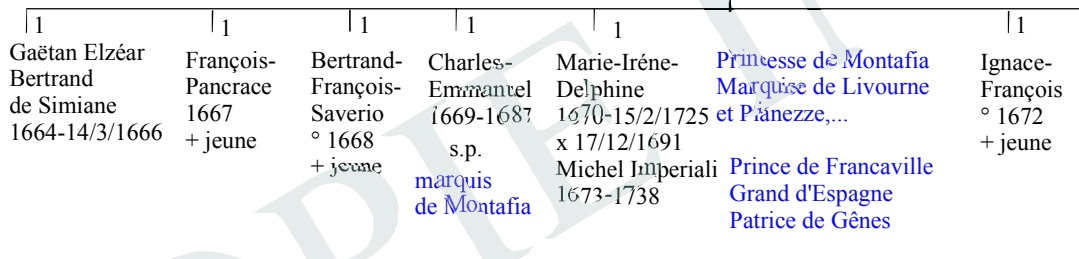 1
Gaëtan Elzéar
Bertrand
de Simiane
1664-14/3/1666
1
François-
Pancrace
1667
+ jeune
1
Bertrand-
François-
Saverio
° 1668
+ jeune
1
Charles-
Emmanuel
1669-1687
s.p.
marquis
de Montafia
1
Marie-Iréne-
Delphine
1670-15/2/1725
x 17/12/1691
Michel Imperiali
1673-1738
Princesse de Montafia
Marquise de Livourne
et Pianezze,...
Prince de Francaville
Grand d'Espagne
Patrice de Gênes
1
Ignace-
François
° 1672
+ jeune